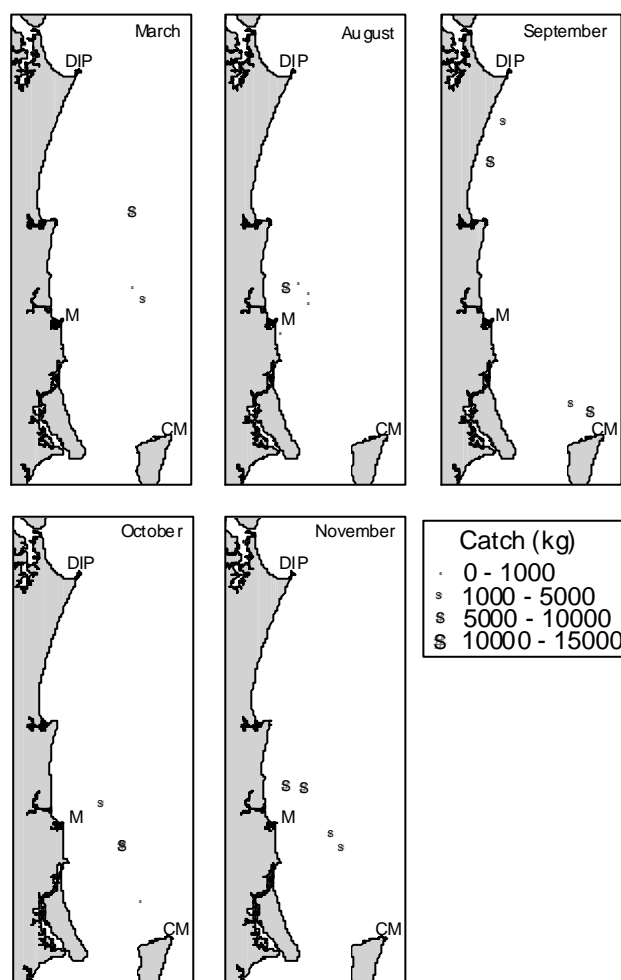 March
DIP
M
CM
August
DIP
M
CM
September
DIP
M
CM
October
DIP
M
CM
November
DIP
M
CM
Catch (kg)
0 - 1000
s 1000 - 5000
s 5000 - 10000
s 10000 - 15000